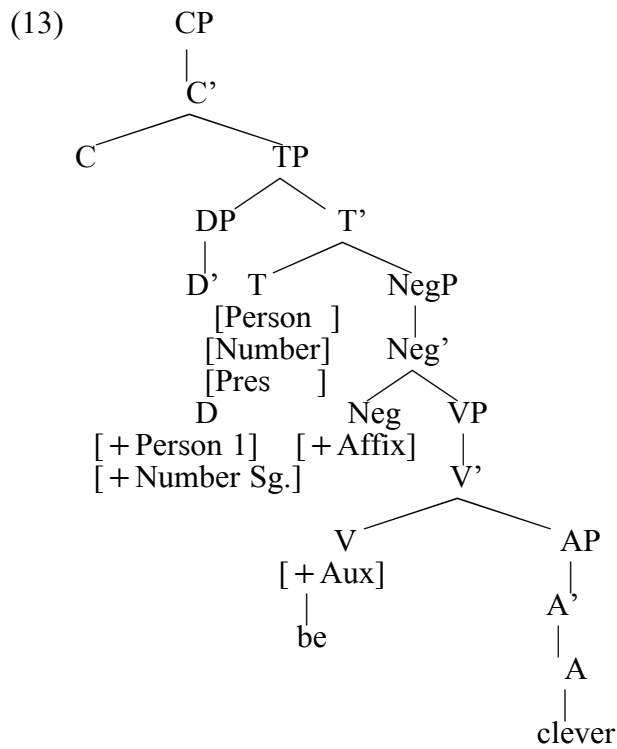 (13) CP
C’
C TP
DP T’
D’ T NegP
[Person ]
[Number] Neg’
[Pres ]
D Neg VP
[+Person 1] [+Affix]
[+Number Sg.] V’
V AP
[+Aux]
A’
be
A
clever